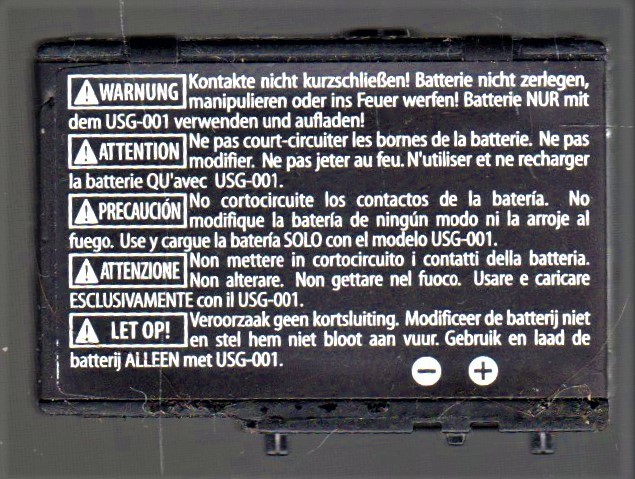 WARNUNG Kontakte nicht kurzschließen! Batterie nicht zerlegen,
manipulieren oder ins Feuer werfen! Batterie NUR mit
dem USG-001 verwenden und aufladen!
ATTENTION Ne pas court-circuiter les bornes de la batterie. Ne pas
modifier. Ne pas jeter au feu. N'utiliser et ne recharger
la batterie QU'avec USG-001.
PRECAUCIÓN No cortocircuite los contactos de la batería. No
modifique la batería de ningún modo ni la arroje al
fuego. Use y cargue la batería SOLO con el modelo USG-001.
ATTENZIONE Non mettere in cortocircuito i contatti della batteria.
Non alterare. Non gettare nel fuoco. Usare e caricare
ESCLUSIVAMENTE con il USG-001.
LET OP! Veroorzaak geen kortsluiting. Modificeer de batterij niet
en stel hem niet bloot aan vuur. Gebruik en laad de
batterij ALLEEN met USG-001.
− +